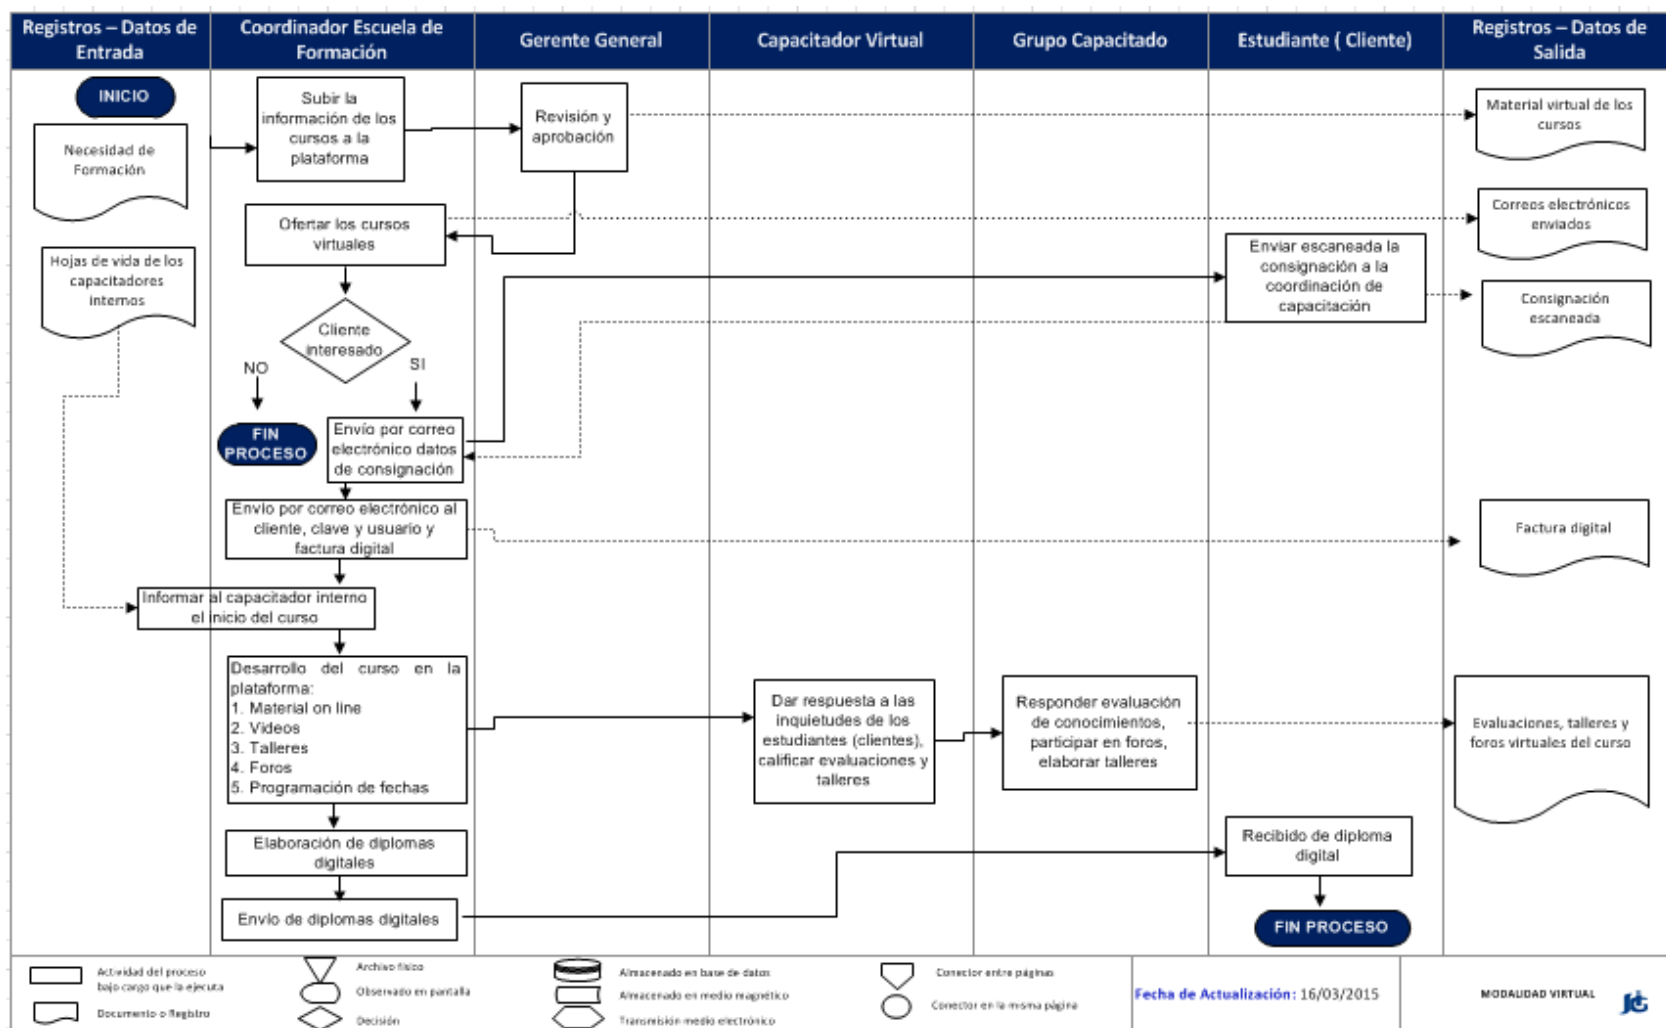 Registros – Datos de
Entrada
Coordinador Escuela de
Formación
Gerente General
Capacitador Virtual
Grupo Capacitado
Estudiante ( Cliente)
Registros – Datos de
Salida
INICIO
Necesidad de
Formación
Hojas de vida de los
capacitadores
internos
Subir la
información de los
cursos a la
plataforma
Revisión y
aprobación
Material virtual de los
cursos
Ofertar los cursos
virtuales
Correos electrónicos
enviados
Enviar escaneada la
consignación a la
coordinación de
capacitación
Consignación
escaneada
Cliente
interesado
NO
SI
FIN
PROCESO
Envío por correo
electrónico datos
de consignación
Envío por correo electrónico al
cliente, clave y usuario y
factura digital
Factura digital
Informar al capacitador interno
el inicio del curso
Desarrollo del curso en la
plataforma:
1. Material on line
2. Videos
3. Talleres
4. Foros
5. Programación de fechas
Dar respuesta a las
inquietudes de los
estudiantes (clientes),
calificar evaluaciones y
talleres
Responder evaluación
de conocimientos,
participar en foros,
elaborar talleres
Evaluaciones, talleres y
foros virtuales del curso
Elaboración de diplomas
digitales
Recibido de diploma
digital
Envío de diplomas digitales
FIN PROCESO
Actividad del proceso
bajo cargo que la ejecuta
Documento o Registro
Archivo físico
Observado en pantalla
Decisión
Almacenado en base de datos
Almacenado en medio magnético
Transmisión medio electrónico
Conector entre páginas
Conector en la misma página
Fecha de Actualización: 16/03/2015
MODALIDAD VIRTUAL